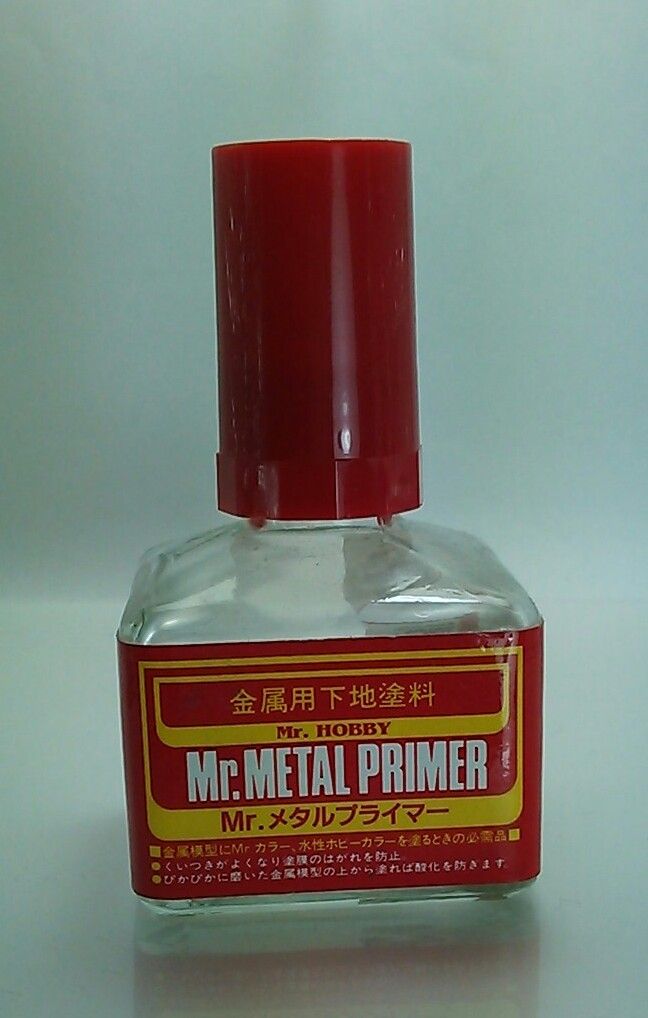 金属用下地塗料
Mr. HOBBY
Mr.METAL PRIMER
Mr.メタルプライマー
■金属模型にMr.カラー、水性ホビーカラーを塗るときの必需品■
●くいつきがよくなり塗膜のはがれを防止
●ぴかぴかに磨いた金属模型の上から塗れば酸化を防ぎます